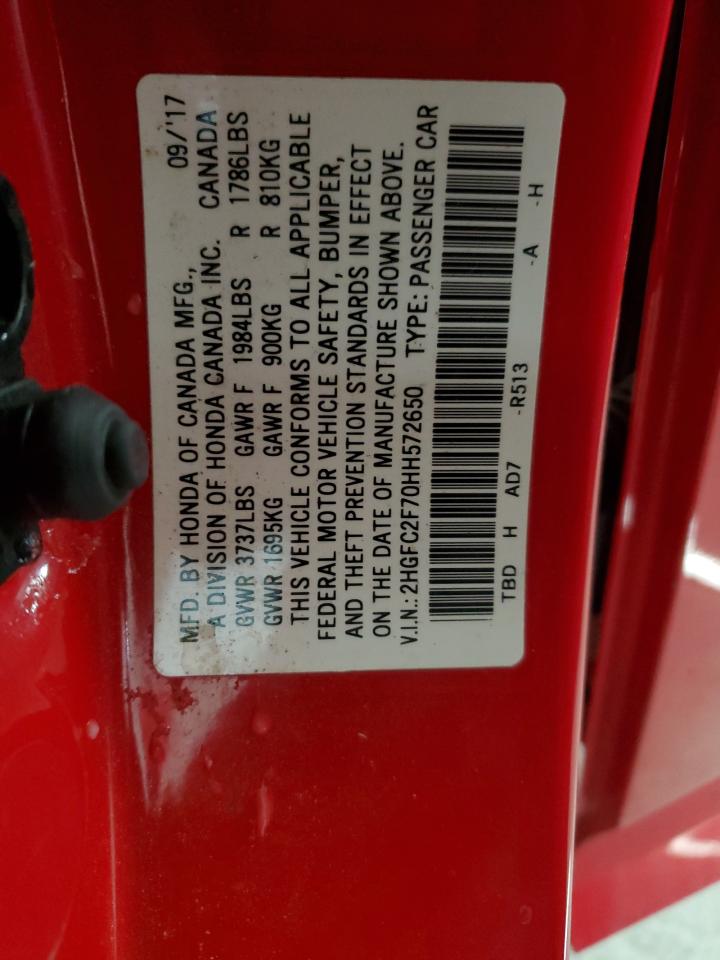 MFD. BY HONDA OF CANADA MFG., 09/'17
A DIVISION OF HONDA CANADA INC. CANADA
GVWR 3737LBS GAWR F 1984LBS R 1786LBS
GVWR 1695KG GAWR F 900KG R 810KG
THIS VEHICLE CONFORMS TO ALL APPLICABLE
FEDERAL MOTOR VEHICLE SAFETY, BUMPER,
AND THEFT PREVENTION STANDARDS IN EFFECT
ON THE DATE OF MANUFACTURE SHOWN ABOVE.
V.I.N.: 2HGFC2F70HH572650 TYPE: PASSENGER CAR
TBD H AD7 -R513 -A -H